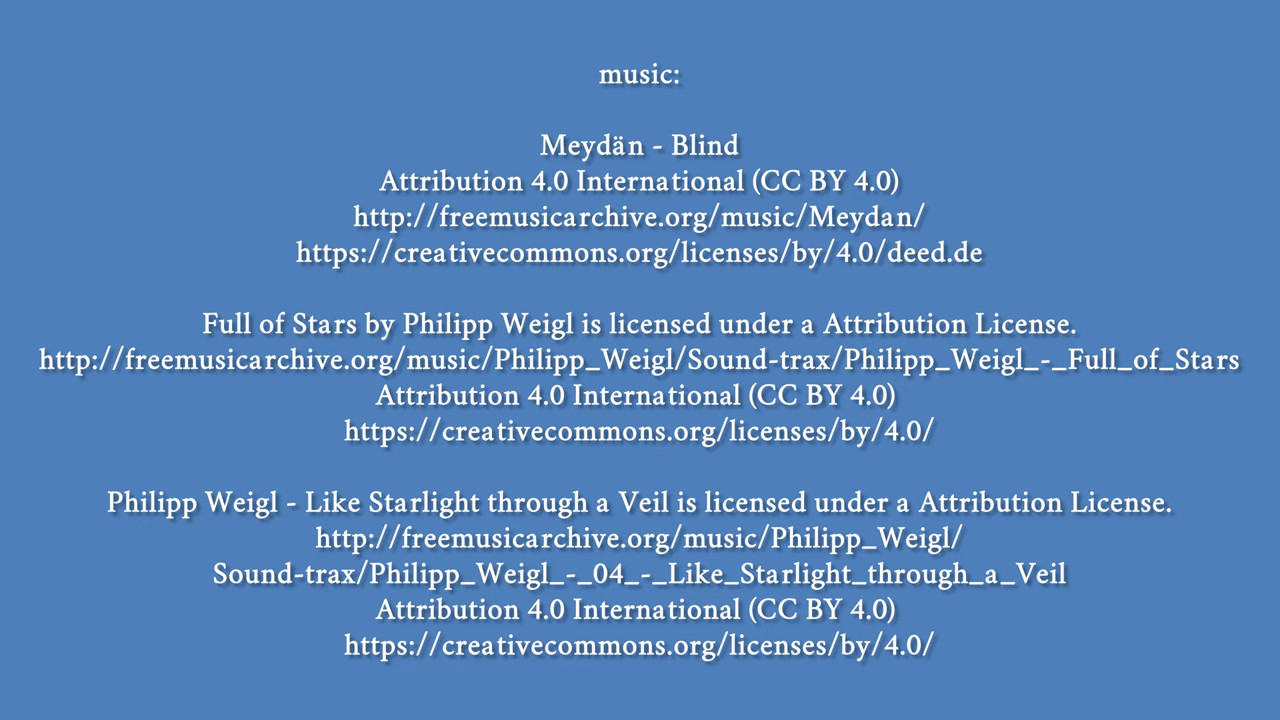 music:
Meydän - Blind
Attribution 4.0 International (CC BY 4.0)
http://freemusicarchive.org/music/Meydan/
https://creativecommons.org/licenses/by/4.0/deed.de
Full of Stars by Philipp Weigl is licensed under a Attribution License.
http://freemusicarchive.org/music/Philipp_Weigl/Sound-trax/Philipp_Weigl_-_Full_of_Stars
Attribution 4.0 International (CC BY 4.0)
https://creativecommons.org/licenses/by/4.0/
Philipp Weigl - Like Starlight through a Veil is licensed under a Attribution License.
http://freemusicarchive.org/music/Philipp_Weigl/
Sound-trax/Philipp_Weigl_-_04_-_Like_Starlight_through_a_Veil
Attribution 4.0 International (CC BY 4.0)
https://creativecommons.org/licenses/by/4.0/